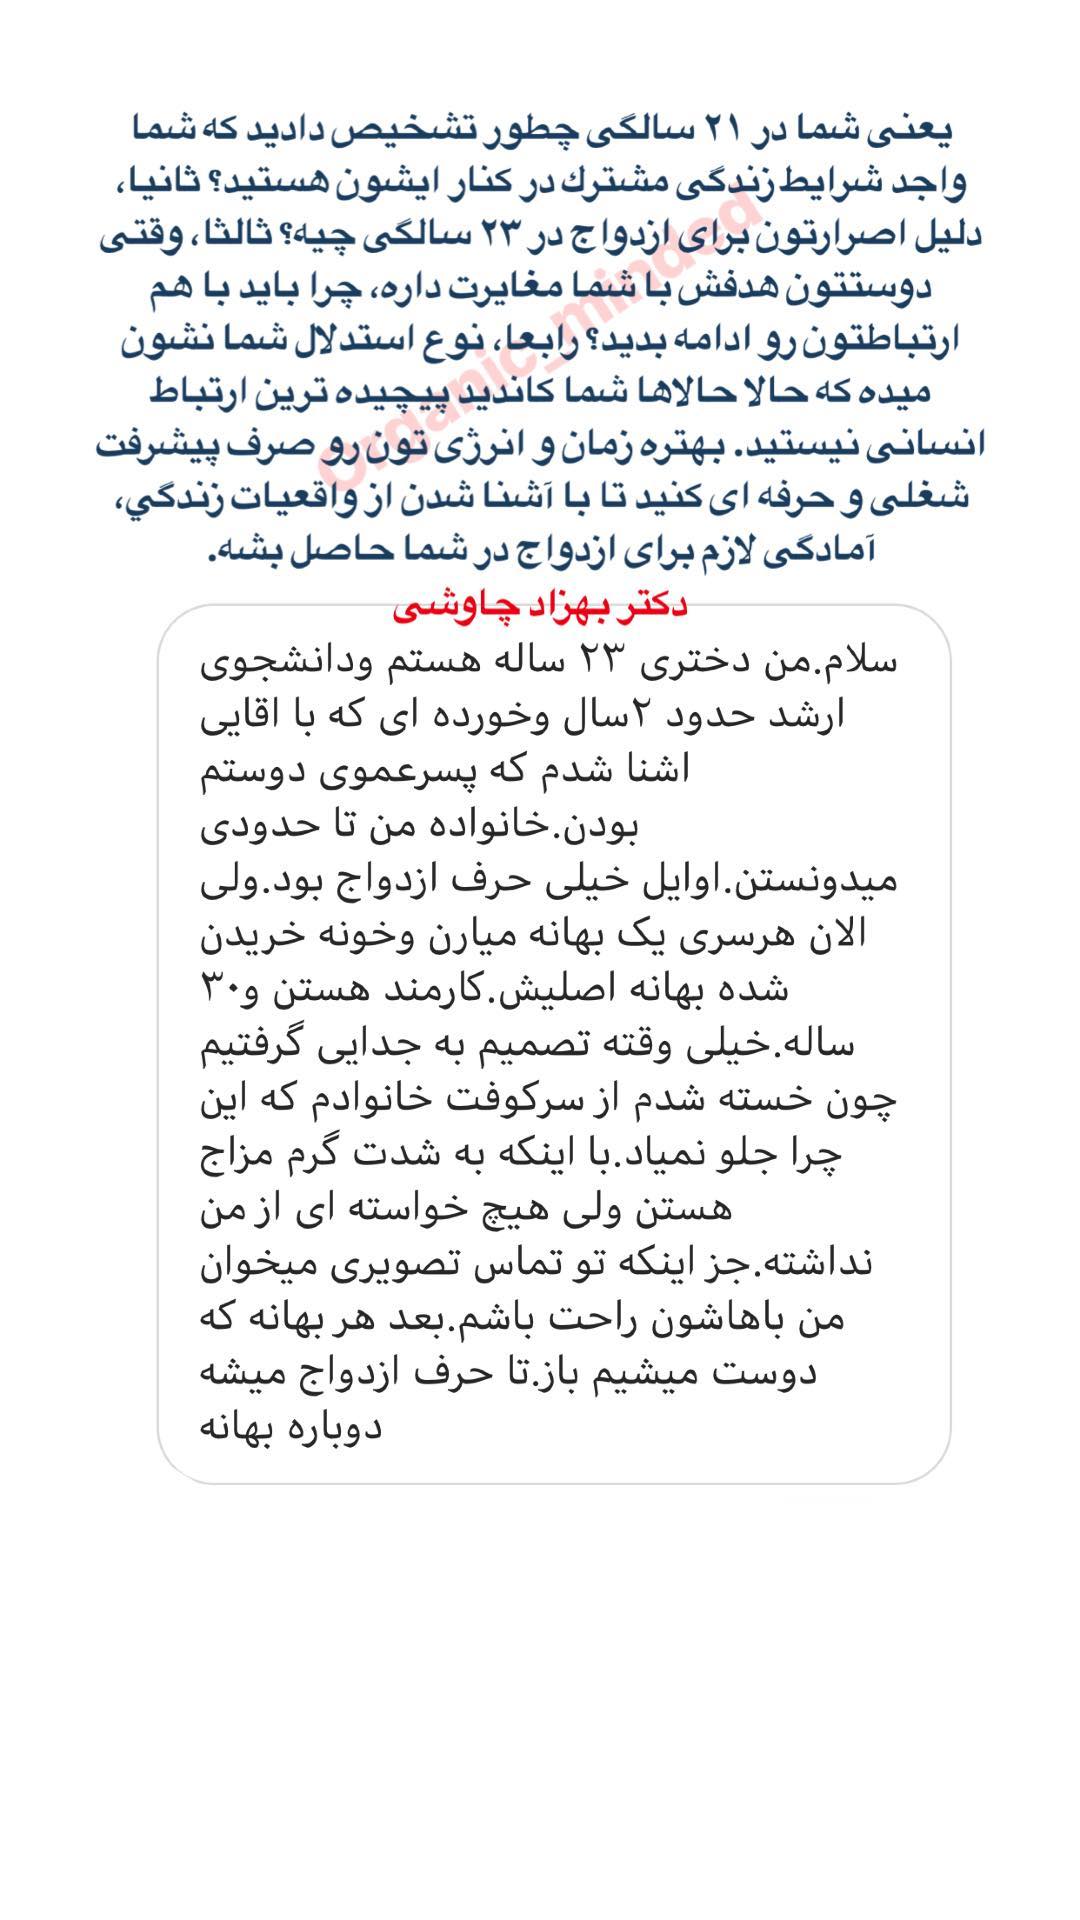 یعنی شما در ۲۱ سالگی چطور تشخیص دادید که شما
واجد شرایط زندگی مشترك در کنار ایشون هستید؟ ثانیا،
دلیل اصرارتون برای ازدواج در ۲۳ سالگی چیه؟ ثالثا، وقتی
دوستتون هدفش با شما مغایرت داره، چرا باید با هم
ارتباطتون رو ادامه بدید؟ رابعا، نوع استدلال شما نشون
میده که حالا حالاها شما کاندید پیچیده ترین ارتباط
انسانی نیستید. بهتره زمان و انرژی تون رو صرف پیشرفت
شغلی و حرفه ای کنید تا با آشنا شدن از واقعیات زندگي،
آمادگی لازم برای ازدواج در شما حاصل بشه.
Organic_minded
دکتر بهزاد چاوشی
سلام.من دختری ۲۳ ساله هستم ودانشجوی
ارشد حدود ۲سال وخورده ای که با اقایی
اشنا شدم که پسرعموی دوستم
بودن.خانواده من تا حدودی
میدونستن.اوایل خیلی حرف ازدواج بود.ولی
الان هرسری یک بهانه میارن وخونه خریدن
شده بهانه اصلیش.کارمند هستن و۳۰
ساله.خیلی وقته تصمیم به جدایی گرفتیم
چون خسته شدم از سرکوفت خانوادم که این
چرا جلو نمیاد.با اینکه به شدت گرم مزاج
هستن ولی هیچ خواسته ای از من
نداشته.جز اینکه تو تماس تصویری میخوان
من باهاشون راحت باشم.بعد هر بهانه که
دوست میشیم باز.تا حرف ازدواج میشه
دوباره بهانه